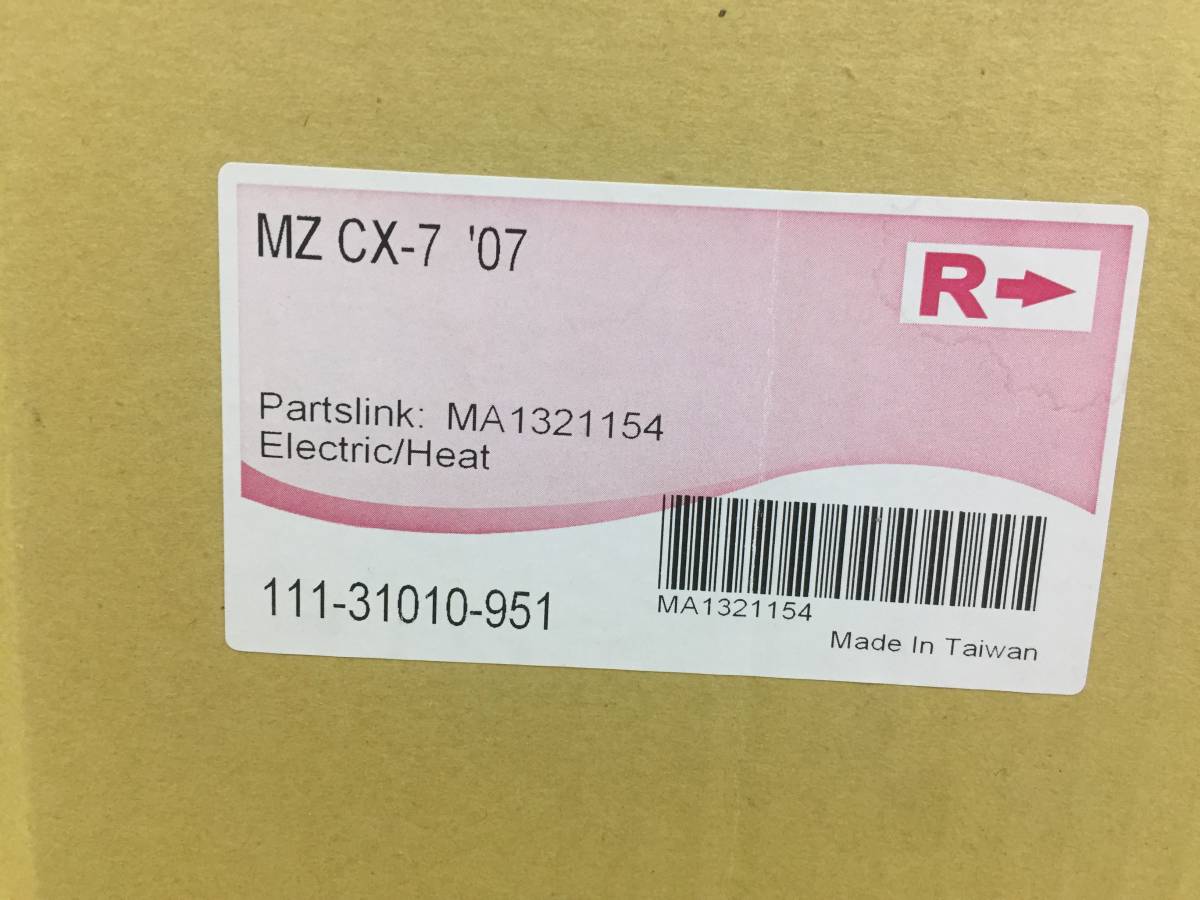 MZ CX-7 '07
R
Partslink: MA1321154
Electric/Heat
111-31010-951
MA1321154
Made In Taiwan